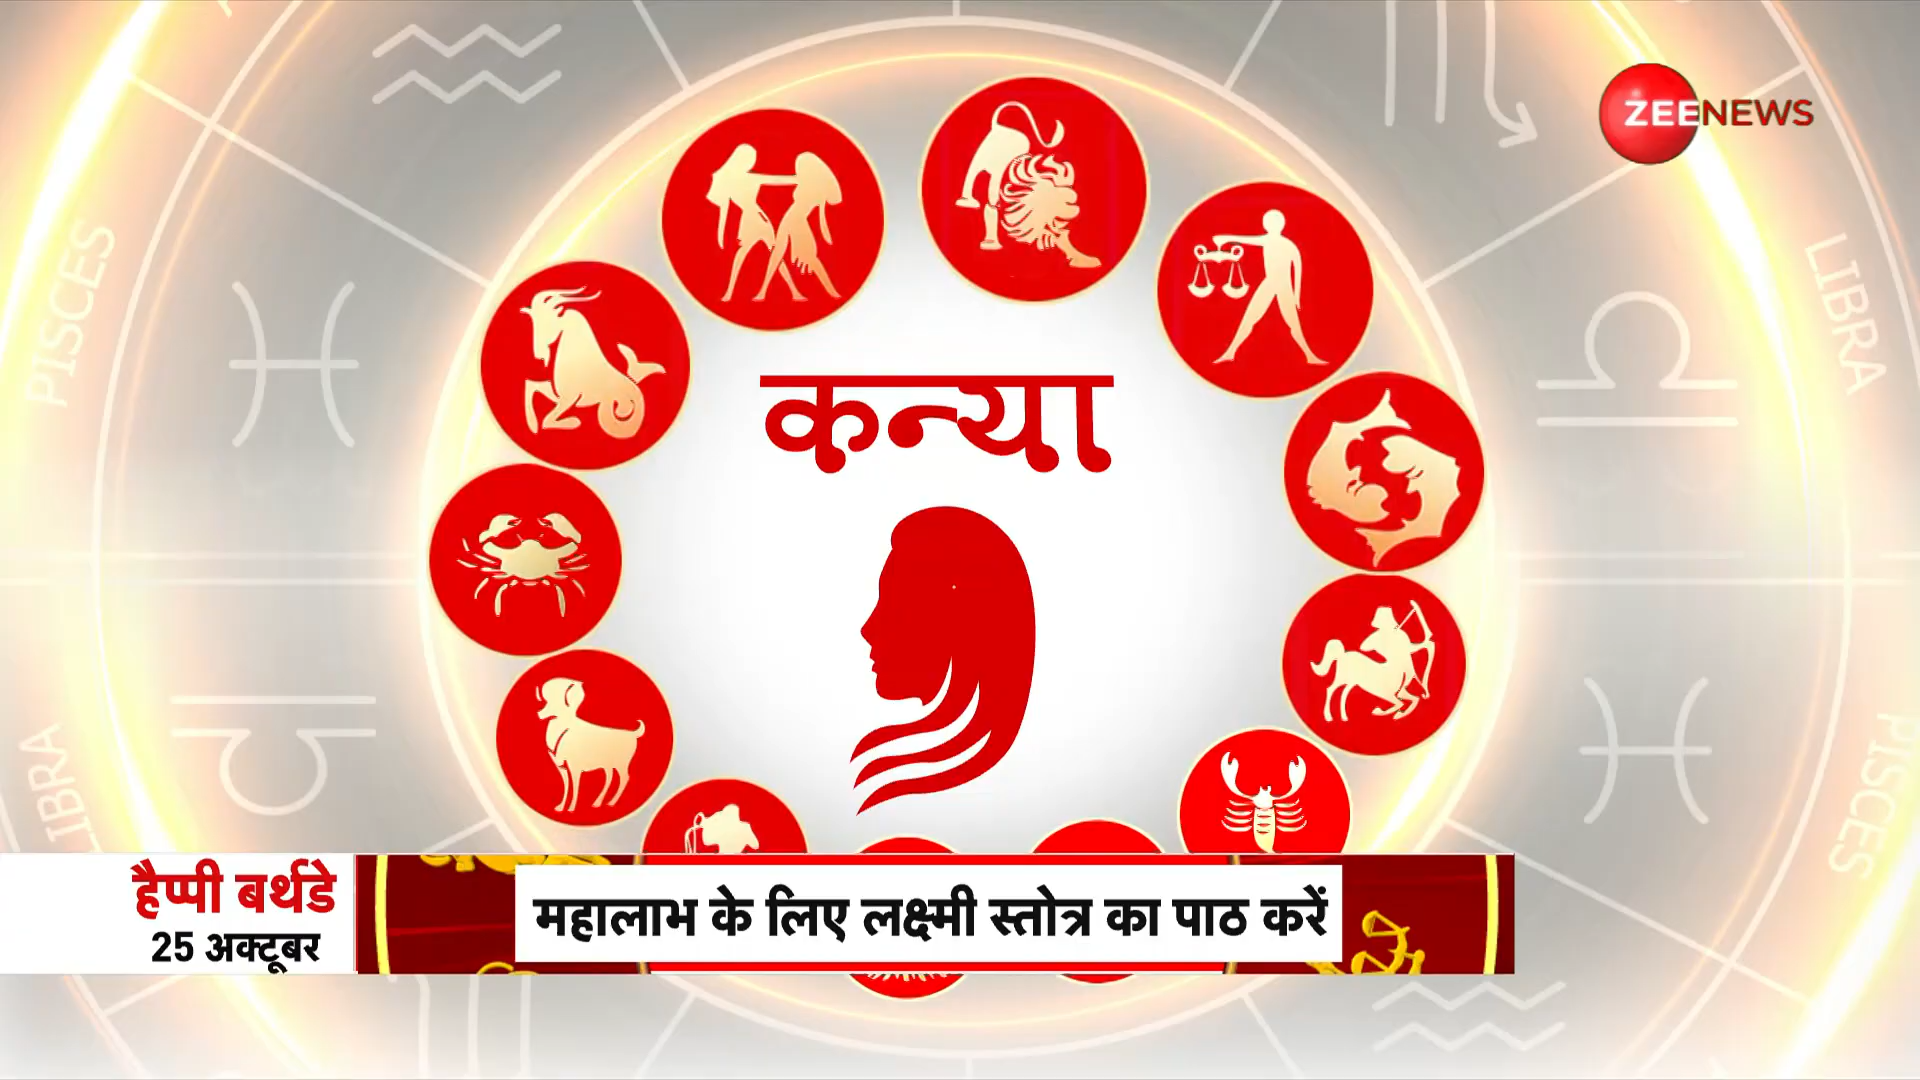 ZEENEWS
PISCES
LIBRA
कन्या
LIBRA
PISCES
हैप्पी बर्थडे
25 अक्टूबर
महालाभ के लिए लक्ष्मी स्तोत्र का पाठ करें